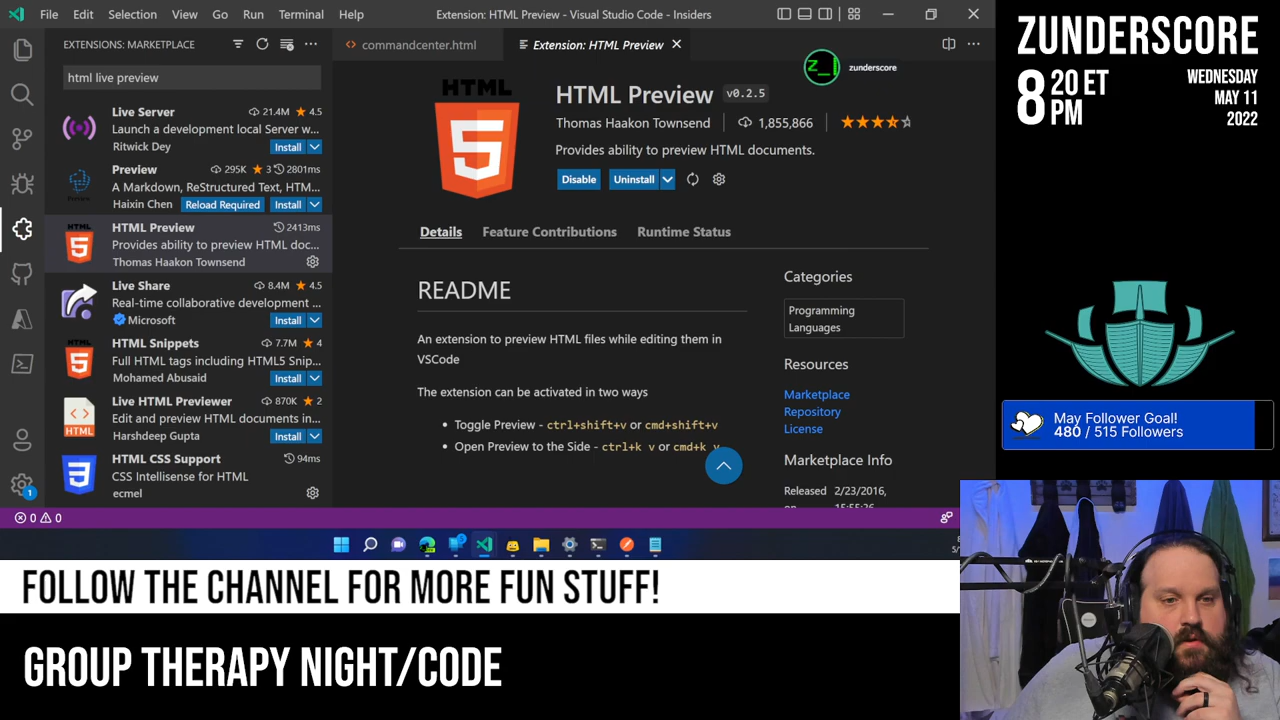 File Edit Selection View Go Run Terminal Help
Extension: HTML Preview - Visual Studio Code - Insiders
EXTENSIONS: MARKETPLACE
html live preview
Live Server 21.4M 4.5
Launch a development local Server w...
Ritwick Dey Install
Preview 295K 3 2801ms
A Markdown, ReStructured Text, HTM...
Haixin Chen Reload Required Install
HTML Preview 2413ms
Provides ability to preview HTML doc...
Thomas Haakon Townsend
Live Share 8.4M 4.5
Real-time collaborative development ...
Microsoft Install
HTML Snippets 7.7M 4
Full HTML tags including HTML5 Snip...
Mohamed Abusaid Install
Live HTML Previewer 870K 2
Edit and preview HTML documents in...
Harshdeep Gupta Install
HTML CSS Support 94ms
CSS Intellisense for HTML
ecmel
1
commandcenter.html
Extension: HTML Preview
zunderscore
HTML
5
HTML Preview v0.2.5
Thomas Haakon Townsend 1,855,866
Provides ability to preview HTML documents.
Disable Uninstall
Details Feature Contributions Runtime Status
README
An extension to preview HTML files while editing them in
VSCode
The extension can be activated in two ways
• Toggle Preview - ctrl+shift+v or cmd+shift+v
• Open Preview to the Side - ctrl+k v or cmd+k v
Categories
Programming
Languages
Resources
Marketplace
Repository
License
Marketplace Info
Released 2/23/2016,
0 0
ZUNDERSCORE
8 20 ET
PM
WEDNESDAY
MAY 11
2022
May Follower Goal!
480 / 515 Followers
FOLLOW THE CHANNEL FOR MORE FUN STUFF!
GROUP THERAPY NIGHT/CODE